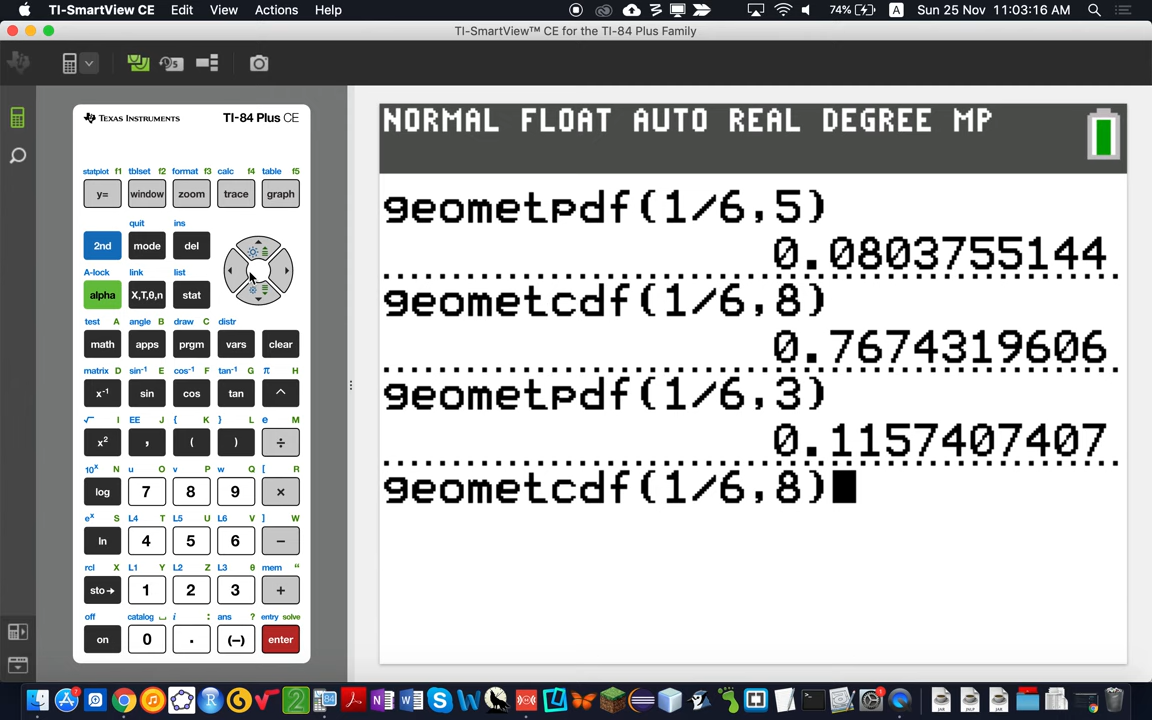 TI-SmartView CE Edit View Actions Help 74% A Sun 25 Nov 11:03:16 AM
TI-SmartView™ CE for the TI-84 Plus Family
TEXAS INSTRUMENTS TI-84 Plus CE
NORMAL FLOAT AUTO REAL DEGREE MP
geometpdf(1/6,5)
0.0803755144
geometcdf(1/6,8)
0.7674319606
geometpdf(1/6,3)
0.1157407407
geometcdf(1/6,8)
statplot f1 tblset f2 format f3 calc f4 table f5
y= window zoom trace graph
quit ins
2nd mode del
A-lock link list
alpha X,T,θ,n stat
test A angle B draw C distr
math apps prgm vars clear
matrix D sin⁻¹ E cos⁻¹ F tan⁻¹ G π H
x⁻¹ sin cos tan ^
√ I EE J { K } L e M
x² , ( ) ÷
10ˣ N u O v P w Q [ R
log 7 8 9 ×
eˣ S L4 T L5 U L6 V ] W
ln 4 5 6 −
rcl X L1 Y L2 Z L3 θ mem “
sto→ 1 2 3 +
off catalog ⎵ i : ans ? entry solve
on 0 . (−) enter